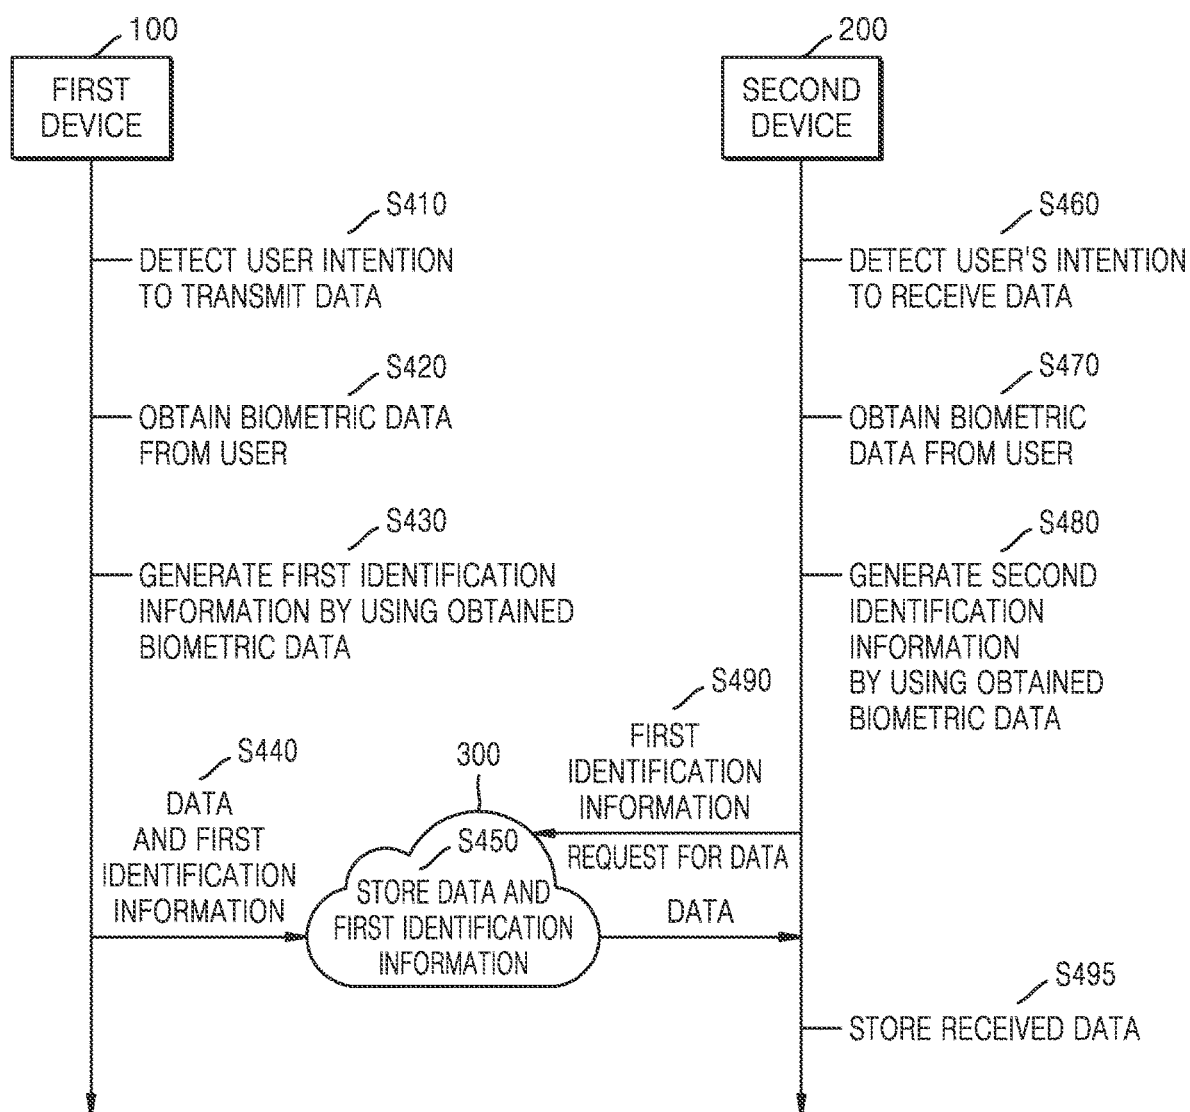 100
FIRST
DEVICE
200
SECOND
DEVICE
S410
DETECT USER INTENTION
TO TRANSMIT DATA
S460
DETECT USER'S INTENTION
TO RECEIVE DATA
S420
OBTAIN BIOMETRIC DATA
FROM USER
S470
OBTAIN BIOMETRIC
DATA FROM USER
S430
GENERATE FIRST IDENTIFICATION
INFORMATION BY USING OBTAINED
BIOMETRIC DATA
S480
GENERATE SECOND
IDENTIFICATION
INFORMATION
BY USING OBTAINED
BIOMETRIC DATA
S440
DATA
AND FIRST
IDENTIFICATION
INFORMATION
300
S450
STORE DATA AND
FIRST IDENTIFICATION
INFORMATION
S490
FIRST
IDENTIFICATION
INFORMATION
REQUEST FOR DATA
DATA
S495
STORE RECEIVED DATA